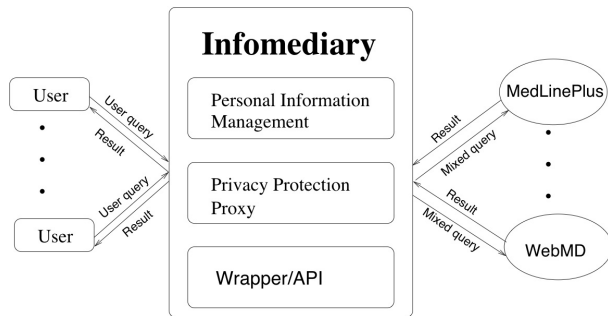 Infomediary
User
User query
Result
User query
Result
User
Personal Information
Management
Privacy Protection
Proxy
Wrapper/API
MedLinePlus
Result
Mixed query
Result
Mixed query
WebMD